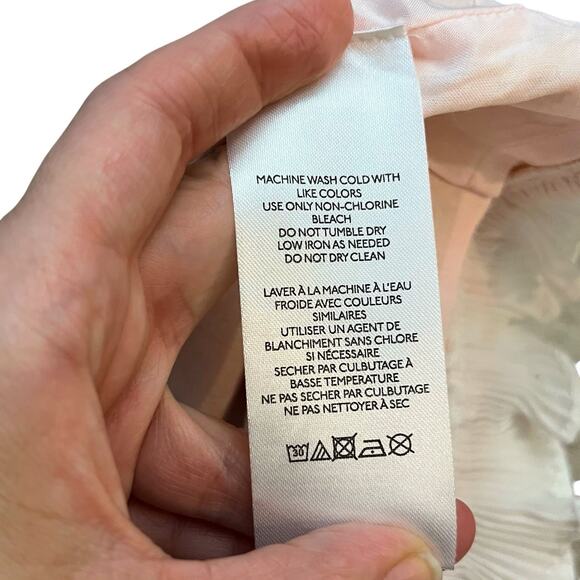 MACHINE WASH COLD WITH
LIKE COLORS
USE ONLY NON-CHLORINE
BLEACH
DO NOT TUMBLE DRY
LOW IRON AS NEEDED
DO NOT DRY CLEAN
LAVER À LA MACHINE À L'EAU
FROIDE AVEC COULEURS
SIMILAIRES
UTILISER UN AGENT DE
BLANCHIMENT SANS CHLORE
SI NÉCESSAIRE
SECHER PAR CULBUTAGE À
BASSE TEMPERATURE
NE PAS SECHER PAR CULBUTAGE
NE PAS NETTOYER À SEC
30